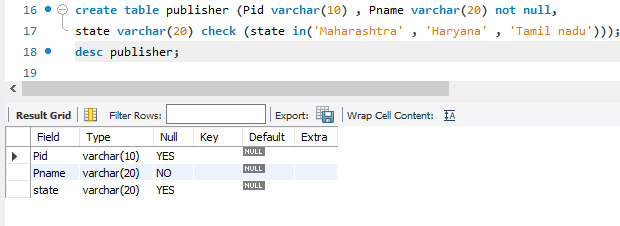 16 create table publisher (Pid varchar(10) , Pname varchar(20) not null,
17 state varchar(20) check (state in('Maharashtra' , 'Haryana' , 'Tamil nadu')));
18 desc publisher;
19
Result Grid Filter Rows: Export: Wrap Cell Content:
Field Type Null Key Default Extra
Pid varchar(10) YES NULL
Pname varchar(20) NO NULL
state varchar(20) YES NULL